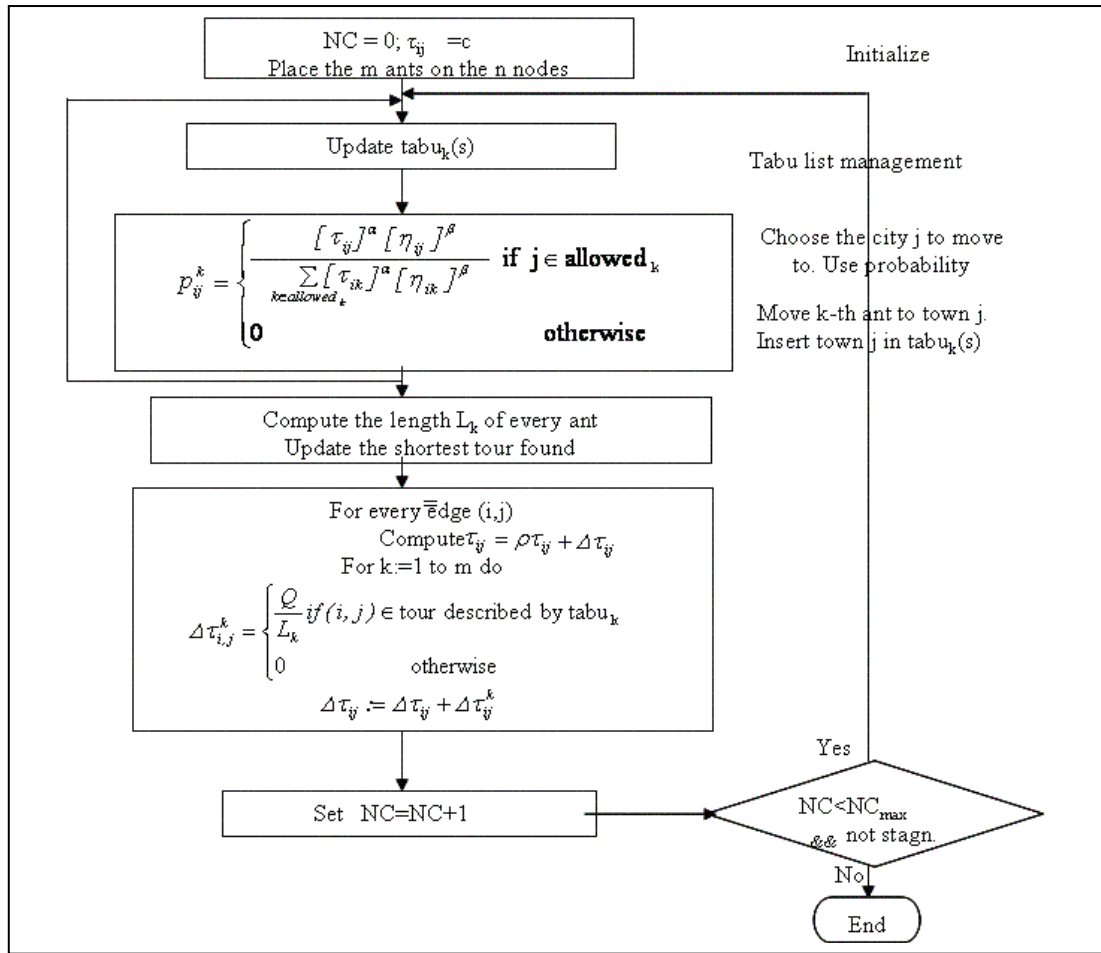 NC = 0; τij =c
Place the m ants on the n nodes
Initialize
Update tabuk(s)
Tabu list management
pijk = { [τij]α [ηij]β / ∑k∈allowedk [τik]α [ηik]β if j∈allowedk
0 otherwise
Choose the city j to move
to. Use probability
Move k-th ant to town j.
Insert town j in tabuk(s)
Compute the length Lk of every ant
Update the shortest tour found
For every edge (i,j)
Compute τij = ρτij + Δτij
For k:=1 to m do
Δτi,jk = { Q/Lk if(i,j)∈ tour described by tabuk
0 otherwise
Δτij := Δτij + Δτijk
Yes
Set NC=NC+1
NC<NCmax
&& not stagn.
No
End